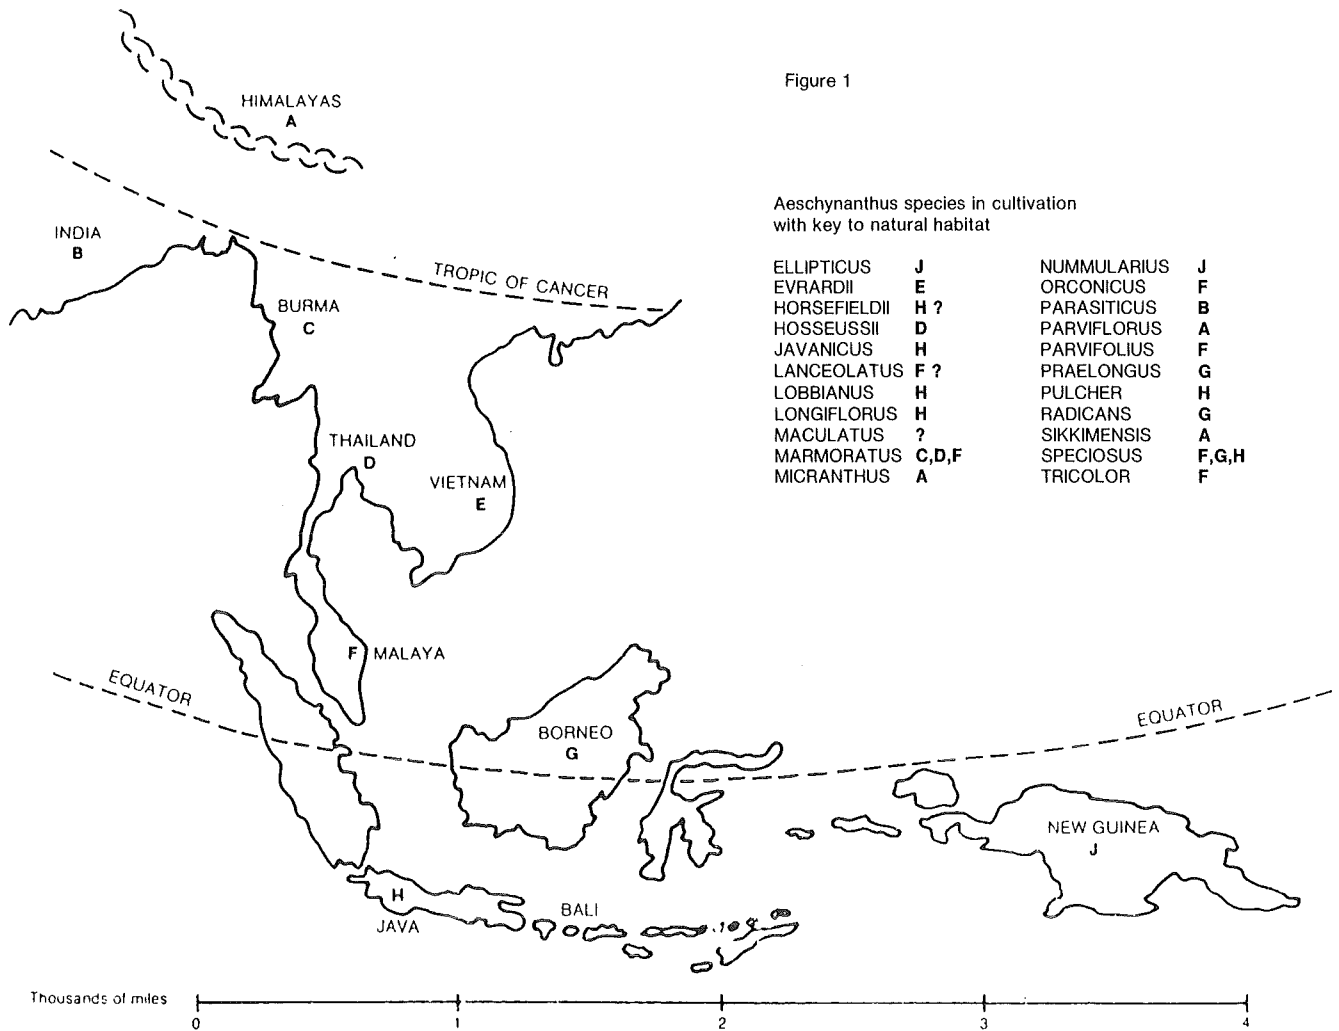 Figure 1
HIMALAYAS
A
Aeschynanthus species in cultivation
with key to natural habitat
ELLIPTICUS J
EVRARDII E
HORSEFIELDII H ?
HOSSEUSSII D
JAVANICUS H
LANCEOLATUS F ?
LOBBIANUS H
LONGIFLORUS H
MACULATUS ?
MARMORATUS C,D,F
MICRANTHUS A
NUMMULARIUS J
ORCONICUS F
PARASITICUS B
PARVIFLORUS A
PARVIFOLIUS F
PRAELONGUS G
PULCHER H
RADICANS G
SIKKIMENSIS A
SPECIOSUS F,G,H
TRICOLOR F
INDIA
B
TROPIC OF CANCER
BURMA
C
THAILAND
D
VIETNAM
E
F MALAYA
EQUATOR
BORNEO
G
EQUATOR
NEW GUINEA
J
H
JAVA
BALI
Thousands of miles
0 1 2 3 4